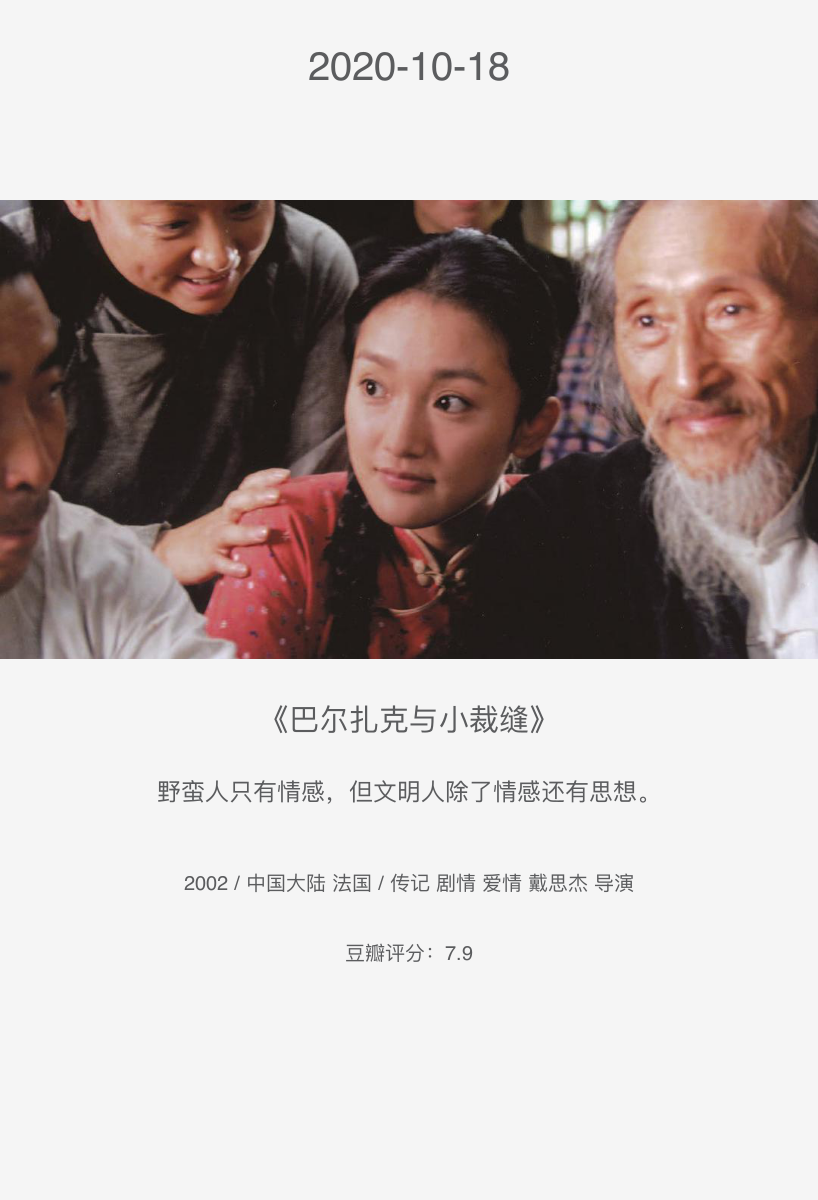 2020-10-18
《巴尔扎克与小裁缝》
野蛮人只有情感，但文明人除了情感还有思想。
2002 / 中国大陆 法国 / 传记 剧情 爱情 戴思杰 导演
豆瓣评分：7.9